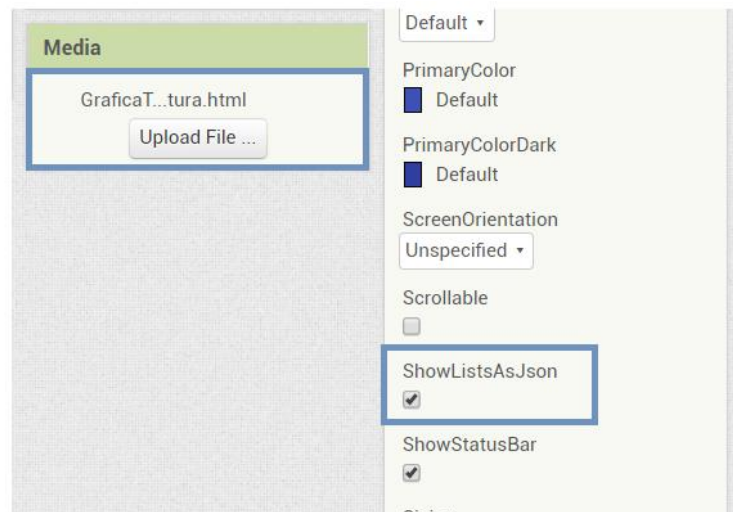 Media
GraficaT...tura.html
Upload File ...
Default
PrimaryColor
Default
PrimaryColorDark
Default
ScreenOrientation
Unspecified
Scrollable
ShowListsAsJson
ShowStatusBar